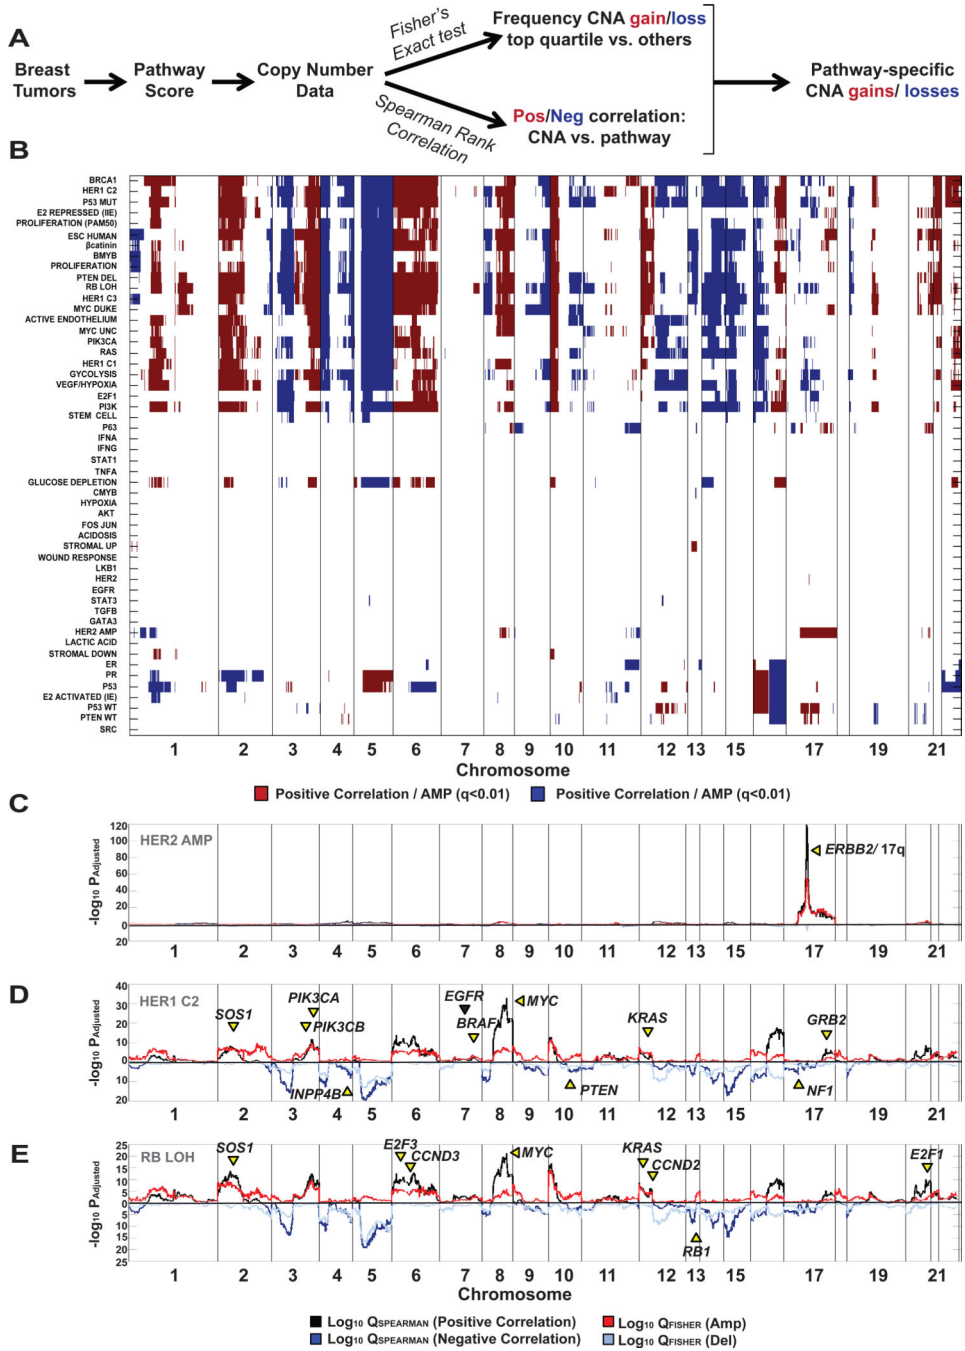 A
Breast
Tumors
Pathway
Score
Copy Number
Data
Fisher's
Exact test
Spearman Rank
Correlation
Frequency CNA gain/loss
top quartile vs. others
Pos/Neg correlation:
CNA vs. pathway
Pathway-specific
CNA gains/ losses
B
BRCA1
HER1 C2
P53 MUT
E2 REPRESSED (IIE)
PROLIFERATION (PAM50)
ESC HUMAN
βcatinin
BMYB
PROLIFERATION
PTEN DEL
RB LOH
HER1 C3
MYC DUKE
ACTIVE ENDOTHELIUM
MYC UNC
PIK3CA
RAS
HER1 C1
GYCOLYSIS
VEGF/HYPOXIA
E2F1
PI3K
STEM CELL
P63
IFNA
IFNG
STAT1
TNFA
GLUCOSE DEPLETION
CMYB
HYPOXIA
AKT
FOS JUN
ACIDOSIS
STROMAL UP
WOUND RESPONSE
LKB1
HER2
EGFR
STAT3
TGFB
GATA3
HER2 AMP
LACTIC ACID
STROMAL DOWN
ER
PR
P53
E2 ACTIVATED (IE)
P53 WT
PTEN WT
SRC
1 2 3 4 5 6 7 8 9 10 11 12 13 15 17 19 21
Chromosome
Positive Correlation / AMP (q<0.01) Positive Correlation / AMP (q<0.01)
C
HER2 AMP
-log10 PAdjusted
120
100
80
60
40
20
0
20
ERBB2/ 17q
1 2 3 4 5 6 7 8 9 10 11 12 13 15 17 19 21
D
HER1 C2
-log10 PAdjusted
40
30
20
10
0
10
20
SOS1
PIK3CA
PIK3CB
INPP4B
EGFR
BRAF
MYC
PTEN
KRAS
GRB2
NF1
1 2 3 4 5 6 7 8 9 10 11 12 13 15 17 19 21
E
RB LOH
-log10 PAdjusted
25
20
15
10
5
0
5
10
15
20
25
SOS1
E2F3
CCND3
MYC
KRAS
CCND2
RB1
E2F1
1 2 3 4 5 6 7 8 9 10 11 12 13 15 17 19 21
Chromosome
Log10 QSPEARMAN (Positive Correlation) Log10 QFISHER (Amp)
Log10 QSPEARMAN (Negative Correlation) Log10 QFISHER (Del)